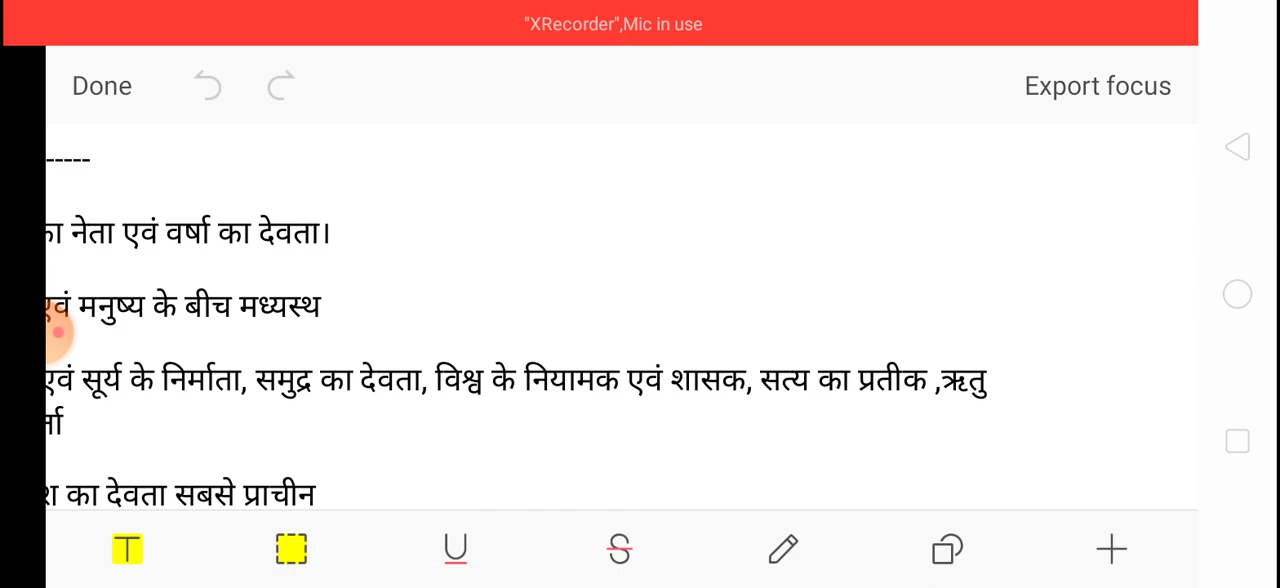 "XRecorder",Mic in use
Done
Export focus
-----
का नेता एवं वर्षा का देवता।
एवं मनुष्य के बीच मध्यस्थ
एवं सूर्य के निर्माता, समुद्र का देवता, विश्व के नियामक एवं शासक, सत्य का प्रतीक ,ऋतु
का देवता सबसे प्राचीन
T
U
S